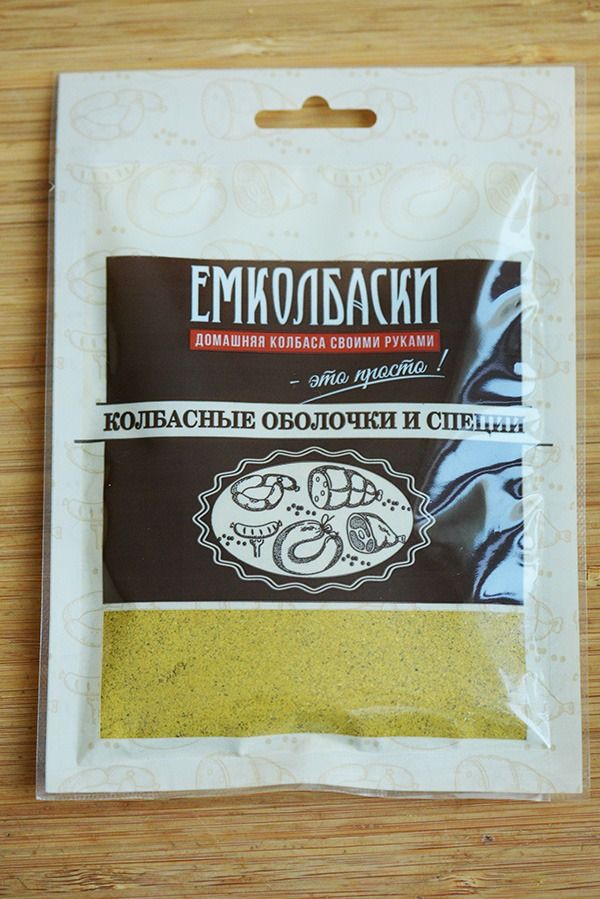 ЕМКОЛБАСКИ
ДОМАШНЯЯ КОЛБАСА СВОИМИ РУКАМИ
- это просто!
КОЛБАСНЫЕ ОБОЛОЧКИ И СПЕЦИИ